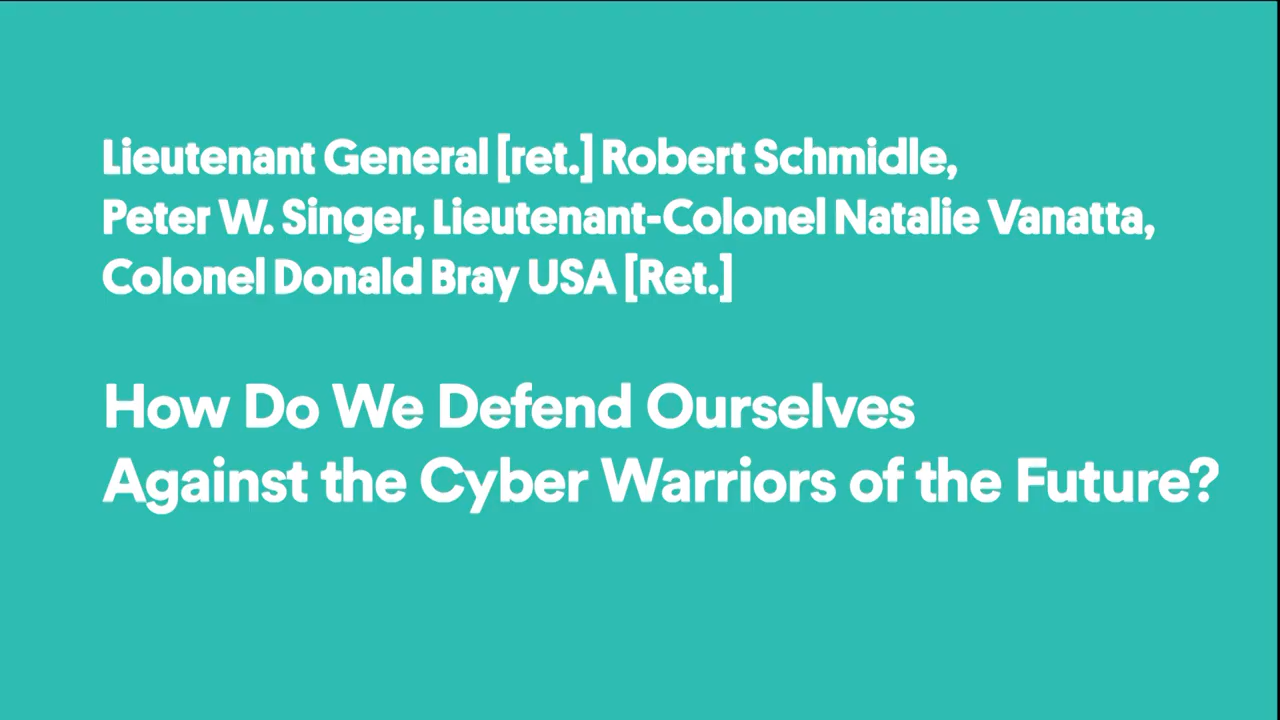 Lieutenant General [ret.] Robert Schmidle,
Peter W. Singer, Lieutenant-Colonel Natalie Vanatta,
Colonel Donald Bray USA [Ret.]
How Do We Defend Ourselves
Against the Cyber Warriors of the Future?